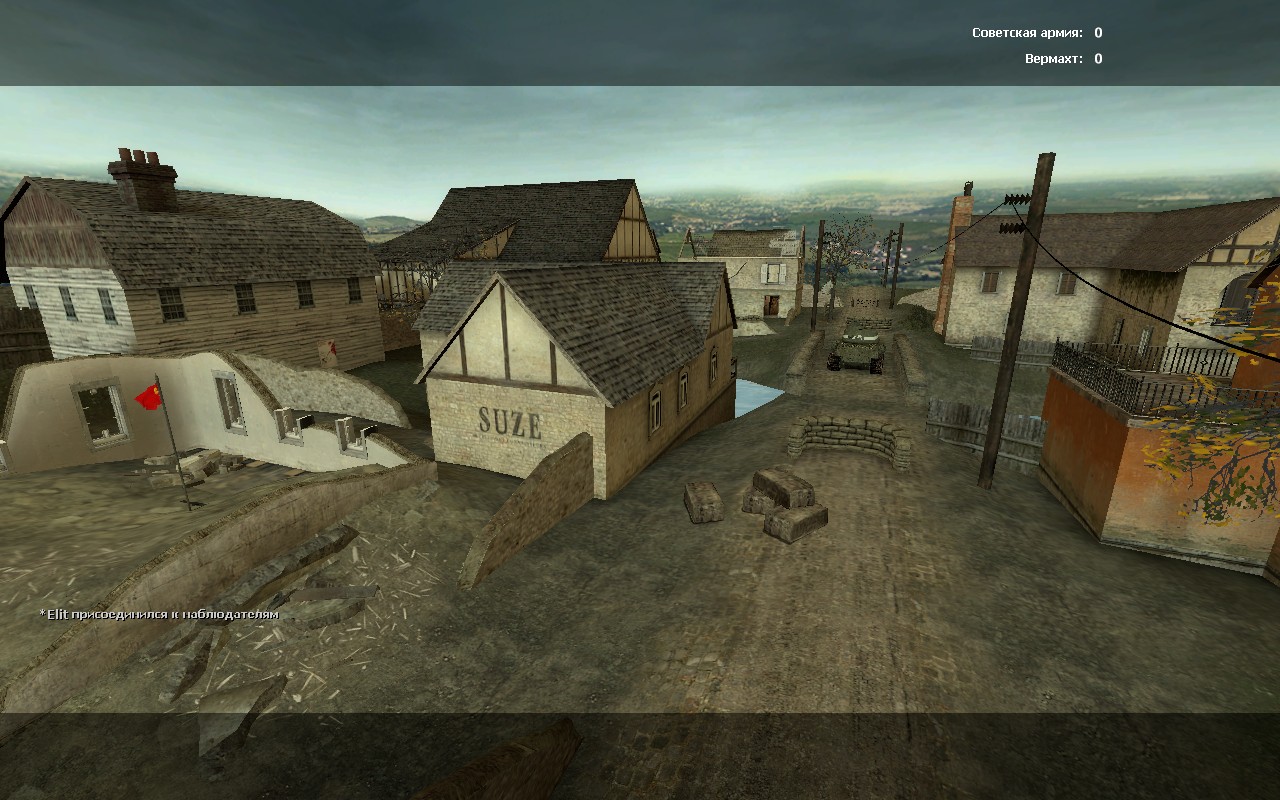 Советская армия: 0
Вермахт: 0
SUZE
*Elit присоединился к наблюдателям